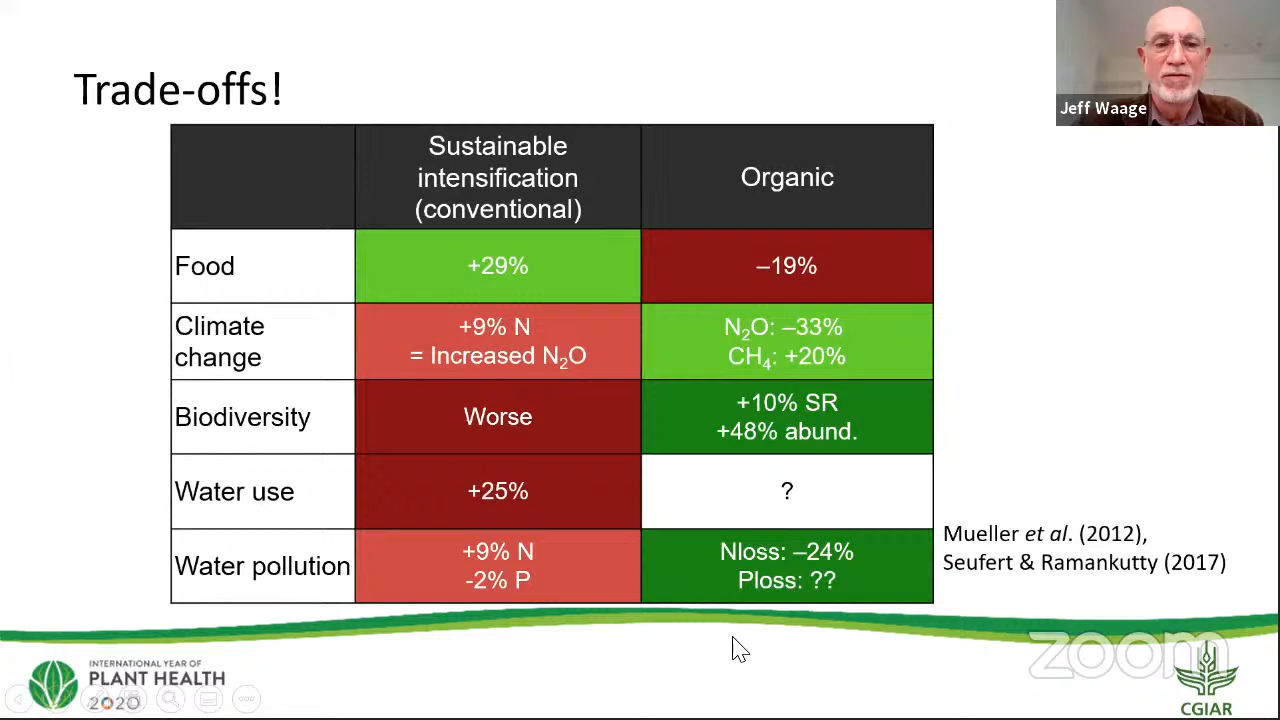 Trade-offs!
Jeff Waage
Sustainable
intensification
(conventional)
Organic
Food
+29%
–19%
Climate
change
+9% N
= Increased N₂O
N₂O: –33%
CH₄: +20%
Biodiversity
Worse
+10% SR
+48% abund.
Water use
+25%
?
Water pollution
+9% N
-2% P
Nloss: –24%
Ploss: ??
Mueller et al. (2012),
Seufert & Ramankutty (2017)
INTERNATIONAL YEAR OF
PLANT HEALTH
2020
zoom
CGIAR